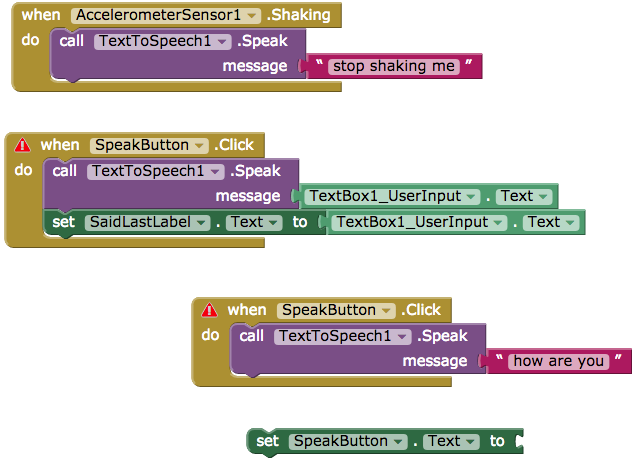 when AccelerometerSensor1 .Shaking
do call TextToSpeech1 .Speak
message " stop shaking me "
when SpeakButton .Click
do call TextToSpeech1 .Speak
message TextBox1_UserInput . Text
set SaidLastLabel . Text to TextBox1_UserInput . Text
when SpeakButton .Click
do call TextToSpeech1 .Speak
message " how are you "
set SpeakButton . Text to